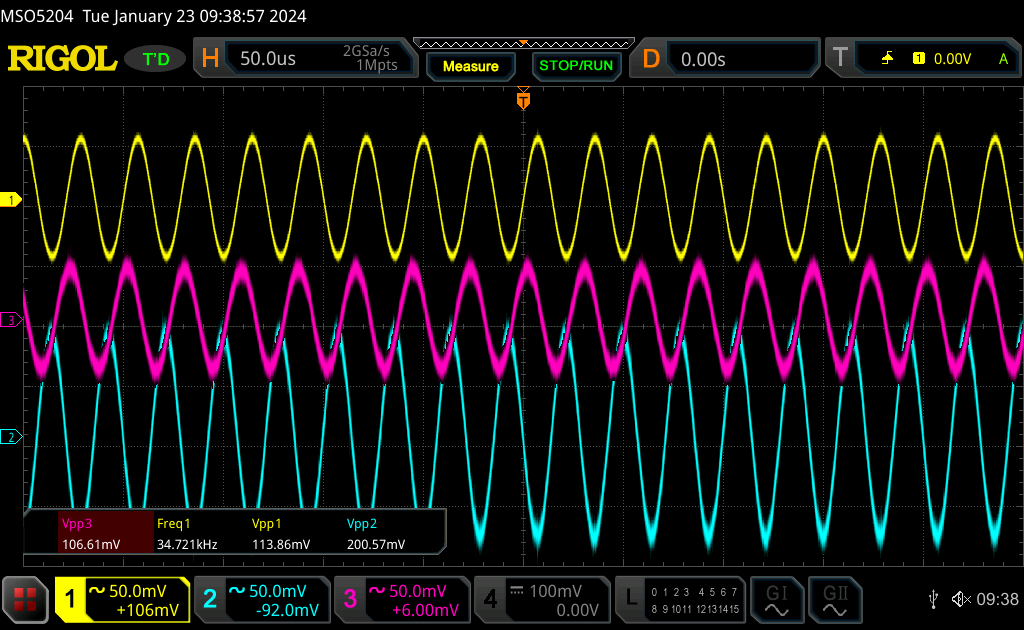 MSO5204 Tue January 23 09:38:57 2024
RIGOL T'D H 50.0us 2GSa/s 1Mpts Measure STOP/RUN D 0.00s T 1 0.00V A
T
1
3
2
Vpp3 Freq1 Vpp1 Vpp2
106.61mV 34.721kHz 113.86mV 200.57mV
1 50.0mV +106mV 2 50.0mV -92.0mV 3 50.0mV +6.00mV 4 100mV 0.00V L 0 1 2 3 4 5 6 7 GI GII 09:38
8 9 10 11 12 13 14 15